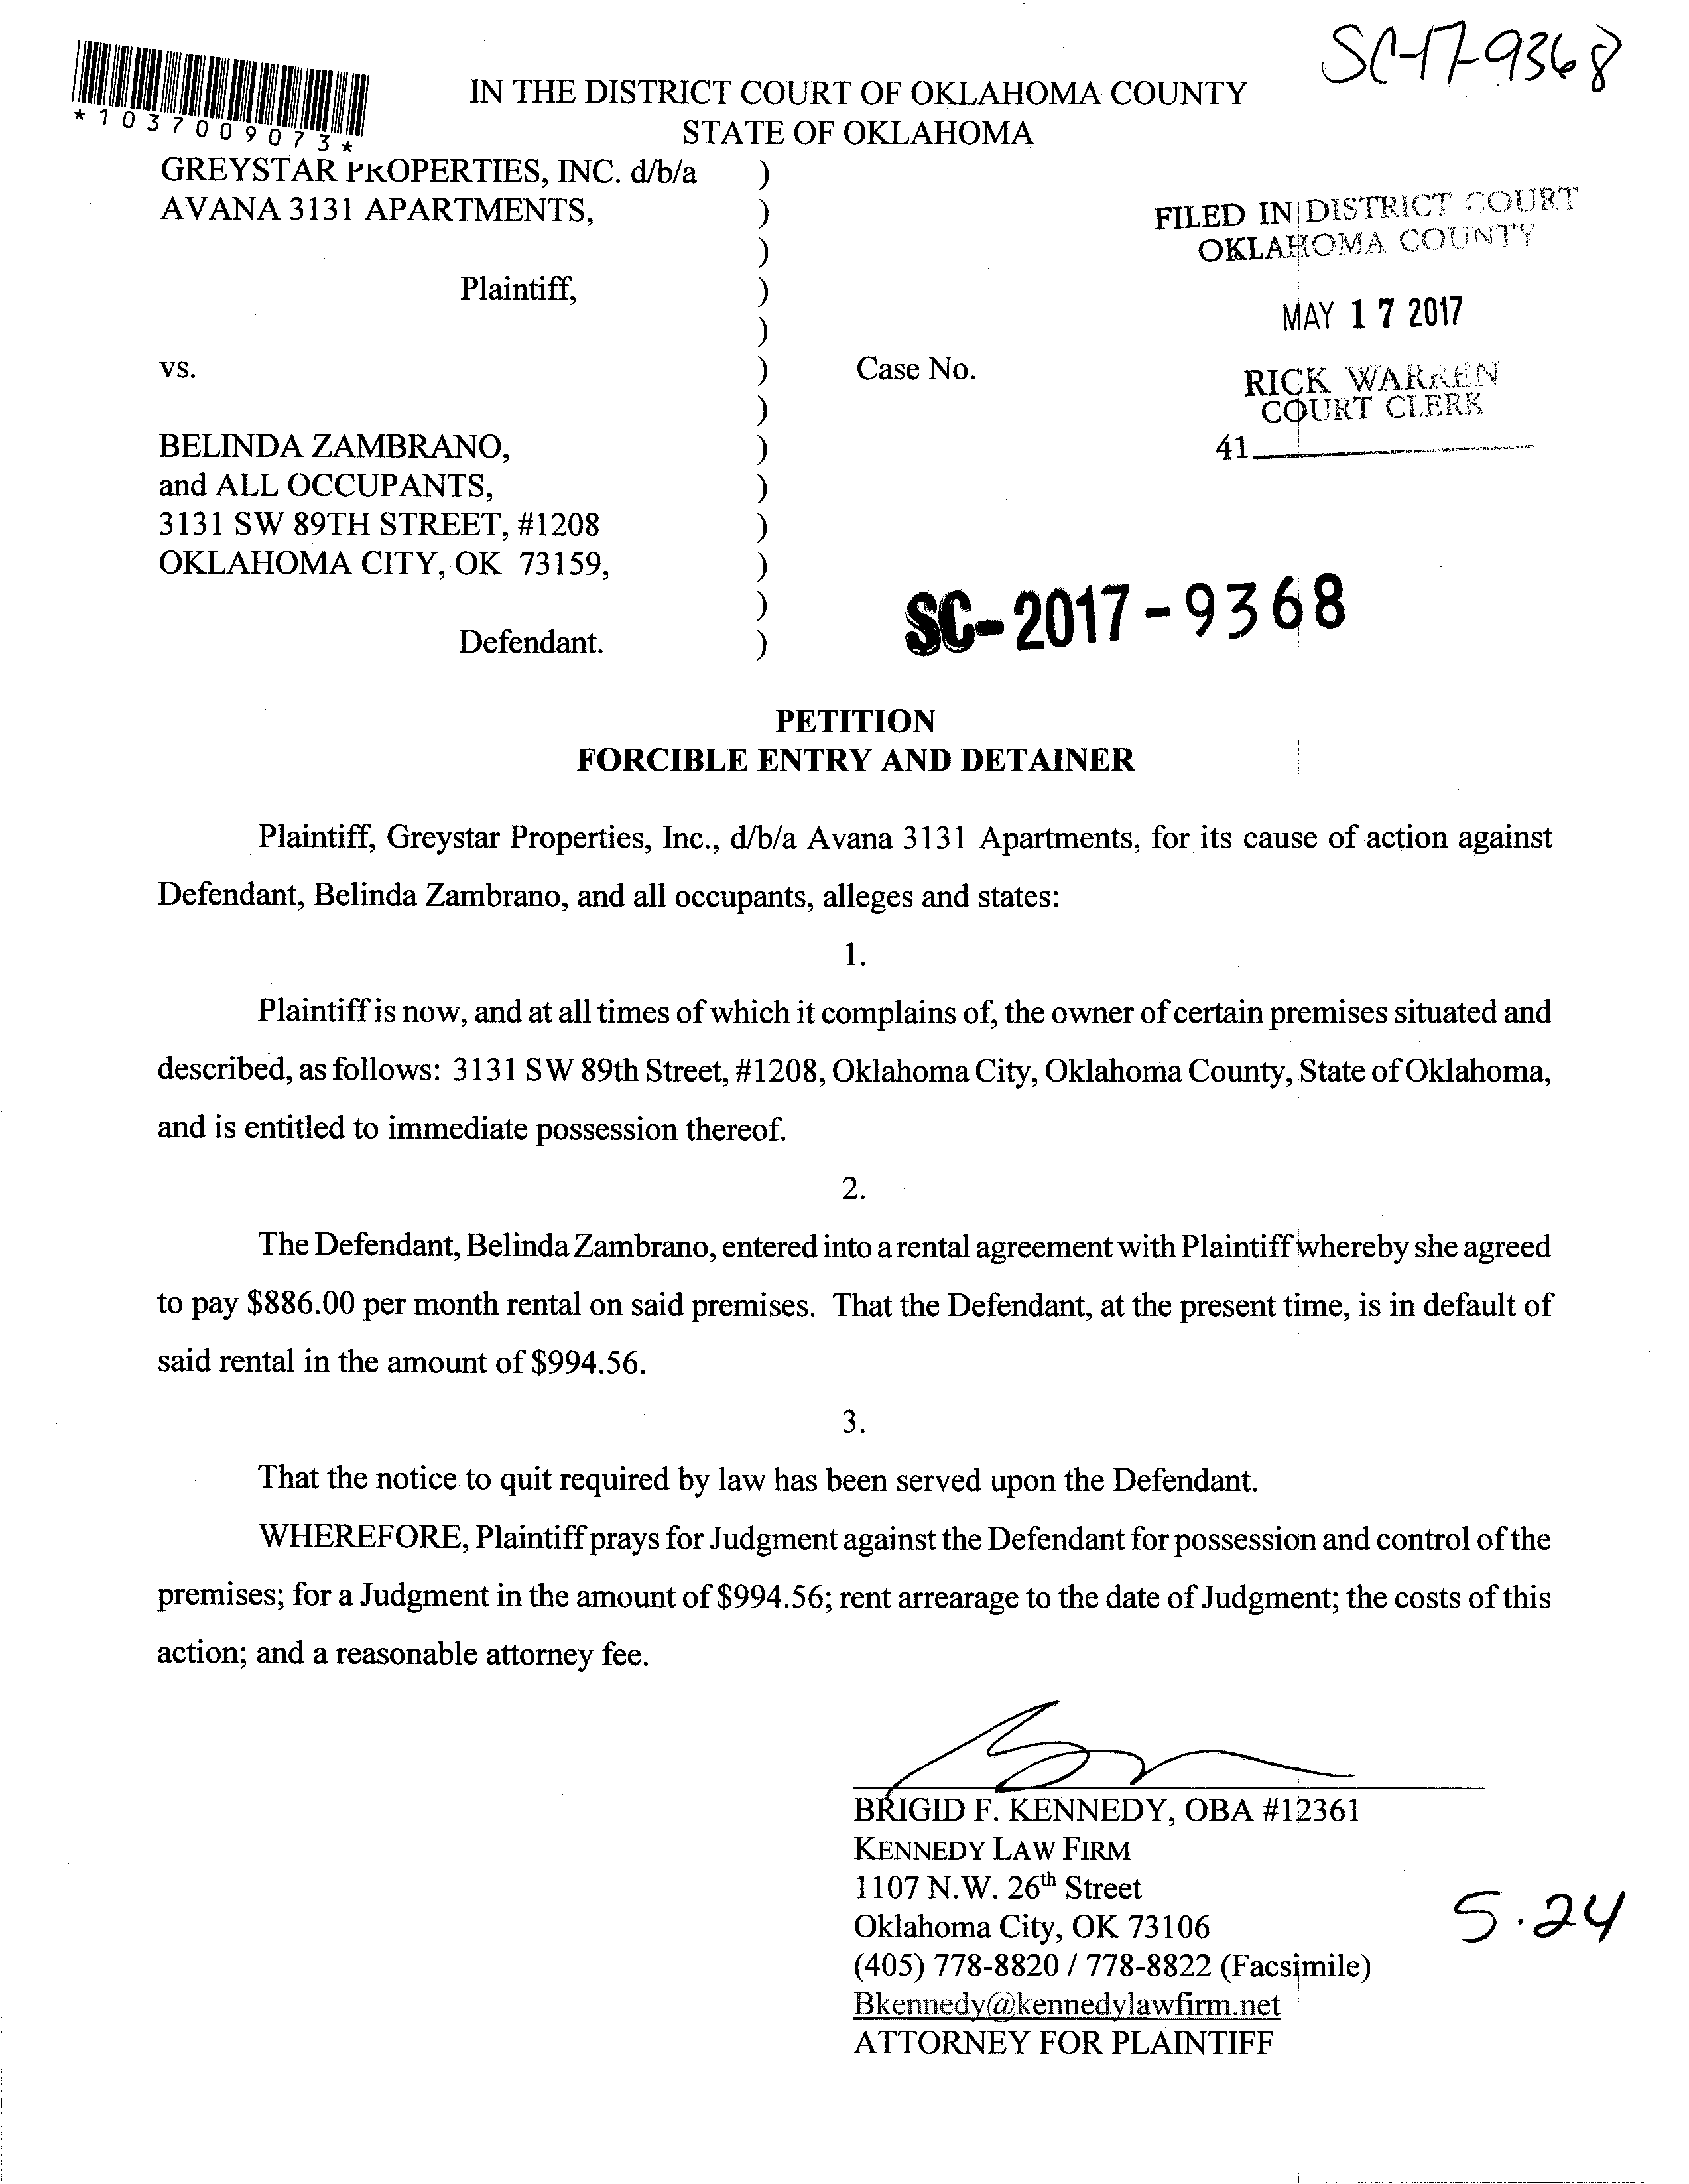 SC-17-9368
*1037009073*
IN THE DISTRICT COURT OF OKLAHOMA COUNTY
STATE OF OKLAHOMA
GREYSTAR PROPERTIES, INC. d/b/a )
AVANA 3131 APARTMENTS, )
)
Plaintiff, )
)
vs. ) Case No.
)
BELINDA ZAMBRANO, )
and ALL OCCUPANTS, )
3131 SW 89TH STREET, #1208 )
OKLAHOMA CITY, OK 73159, )
)
Defendant. )
FILED IN DISTRICT COURT
OKLAHOMA COUNTY
MAY 17 2017
RICK WARREN
COURT CLERK
41
SC-2017-9368
PETITION
FORCIBLE ENTRY AND DETAINER
Plaintiff, Greystar Properties, Inc., d/b/a Avana 3131 Apartments, for its cause of action against
Defendant, Belinda Zambrano, and all occupants, alleges and states:
1.
Plaintiff is now, and at all times of which it complains of, the owner of certain premises situated and
described, as follows: 3131 SW 89th Street, #1208, Oklahoma City, Oklahoma County, State of Oklahoma,
and is entitled to immediate possession thereof.
2.
The Defendant, Belinda Zambrano, entered into a rental agreement with Plaintiff whereby she agreed
to pay $886.00 per month rental on said premises. That the Defendant, at the present time, is in default of
said rental in the amount of $994.56.
3.
That the notice to quit required by law has been served upon the Defendant.
WHEREFORE, Plaintiff prays for Judgment against the Defendant for possession and control of the
premises; for a Judgment in the amount of $994.56; rent arrearage to the date of Judgment; the costs of this
action; and a reasonable attorney fee.
BRIGID F. KENNEDY, OBA #12361
KENNEDY LAW FIRM
1107 N.W. 26th Street
Oklahoma City, OK 73106
(405) 778-8820 / 778-8822 (Facsimile)
Bkennedy@kennedylawfirm.net
ATTORNEY FOR PLAINTIFF
5.24